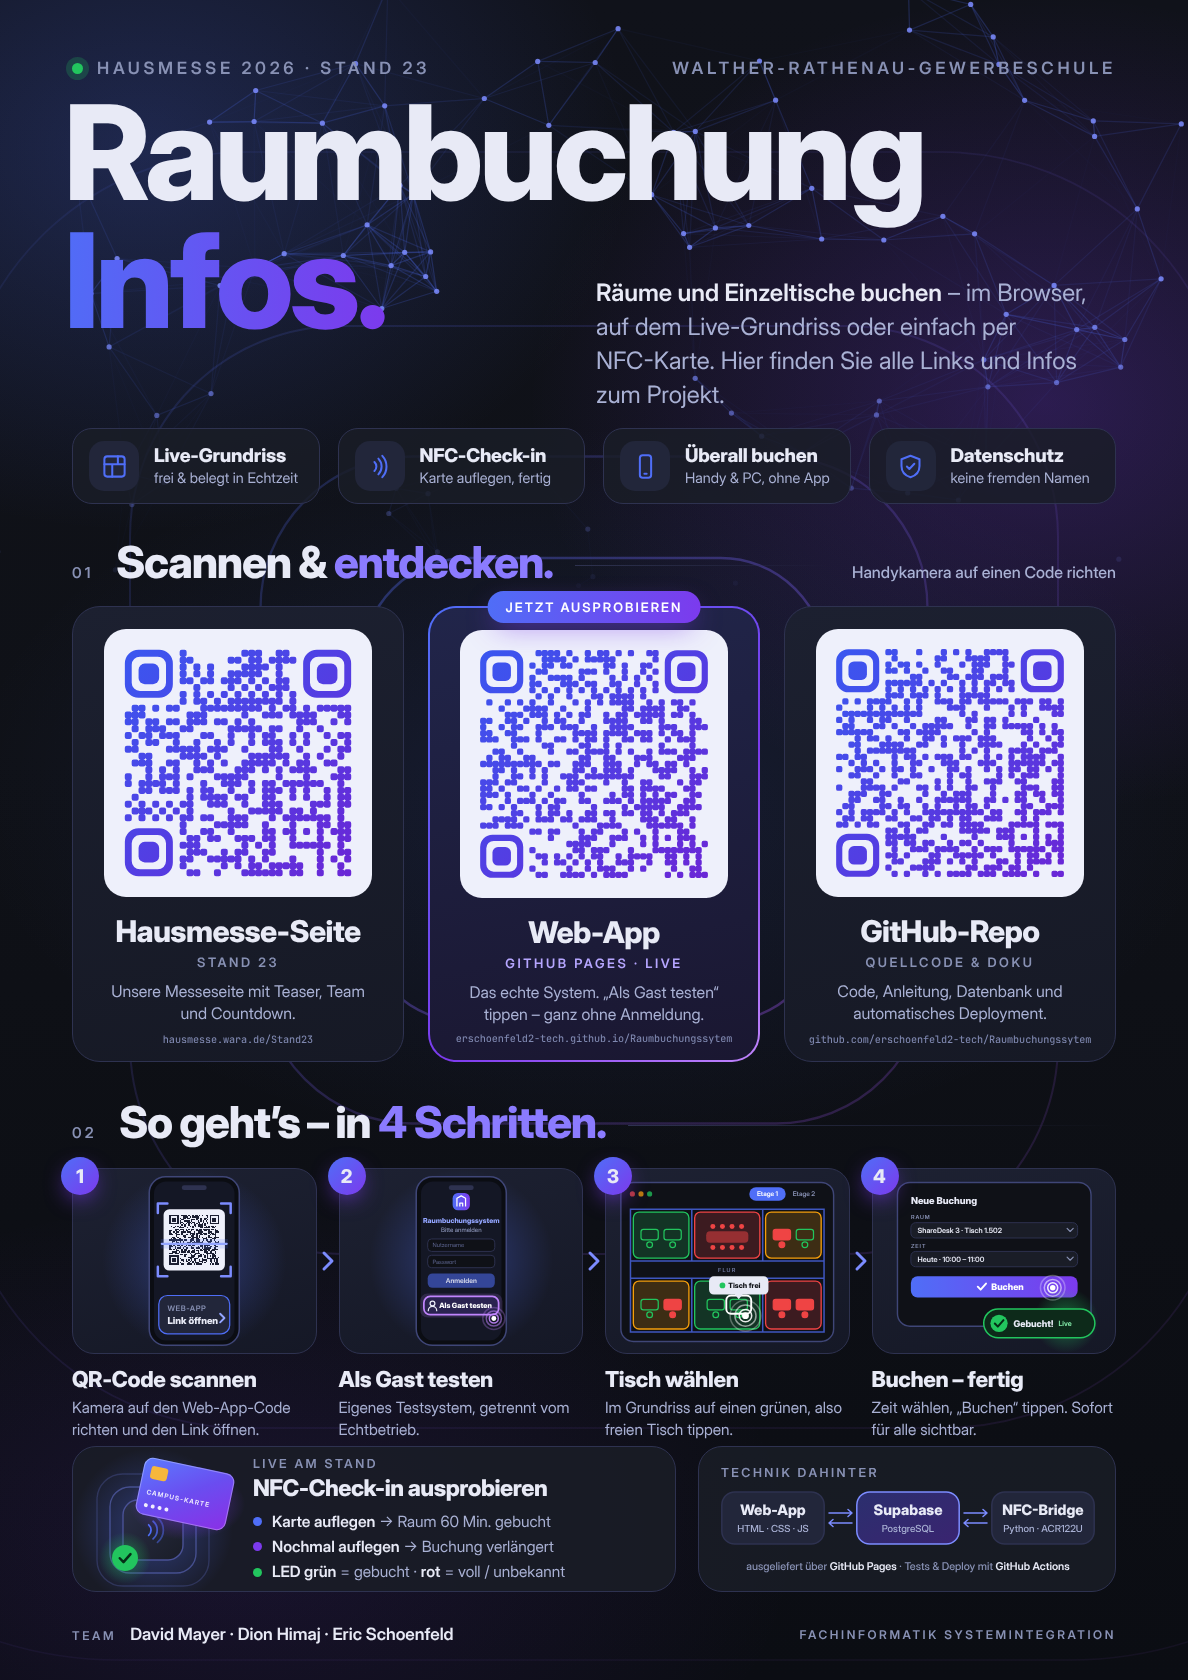 HAUSMESSE 2026 · STAND 23
WALTHER-RATHENAU-GEWERBESCHULE
Raumbuchung
Infos.
Räume und Einzeltische buchen – im Browser,
auf dem Live-Grundriss oder einfach per
NFC-Karte. Hier finden Sie alle Links und Infos
zum Projekt.
Live-Grundriss
frei & belegt in Echtzeit
NFC-Check-in
Karte auflegen, fertig
Überall buchen
Handy & PC, ohne App
Datenschutz
keine fremden Namen
01 Scannen & entdecken.
Handykamera auf einen Code richten
JETZT AUSPROBIEREN
Hausmesse-Seite
STAND 23
Unsere Messeseite mit Teaser, Team
und Countdown.
hausmesse.wara.de/Stand23
Web-App
GITHUB PAGES · LIVE
Das echte System. „Als Gast testen“
tippen – ganz ohne Anmeldung.
erschoenfeld2-tech.github.io/Raumbuchungssytem
GitHub-Repo
QUELLCODE & DOKU
Code, Anleitung, Datenbank und
automatisches Deployment.
github.com/erschoenfeld2-tech/Raumbuchungssytem
02 So geht’s – in 4 Schritten.
1
WEB-APP
Link öffnen
QR-Code scannen
Kamera auf den Web-App-Code
richten und den Link öffnen.
2
Raumbuchungssystem
Bitte anmelden
Nutzername
Passwort
Anmelden
Als Gast testen
Als Gast testen
Eigenes Testsystem, getrennt vom
Echtbetrieb.
3
Etage 1 Etage 2
FLUR
Tisch frei
Tisch wählen
Im Grundriss auf einen grünen, also
freien Tisch tippen.
4
Neue Buchung
RAUM
ShareDesk 3 · Tisch 1.502
ZEIT
Heute · 10:00 – 11:00
Buchen
Gebucht! Live
Buchen – fertig
Zeit wählen, „Buchen“ tippen. Sofort
für alle sichtbar.
CAMPUS-KARTE
LIVE AM STAND
NFC-Check-in ausprobieren
Karte auflegen → Raum 60 Min. gebucht
Nochmal auflegen → Buchung verlängert
LED grün = gebucht · rot = voll / unbekannt
TECHNIK DAHINTER
Web-App
HTML · CSS · JS
Supabase
PostgreSQL
NFC-Bridge
Python · ACR122U
ausgeliefert über GitHub Pages · Tests & Deploy mit GitHub Actions
TEAM David Mayer · Dion Himaj · Eric Schoenfeld
FACHINFORMATIK SYSTEMINTEGRATION